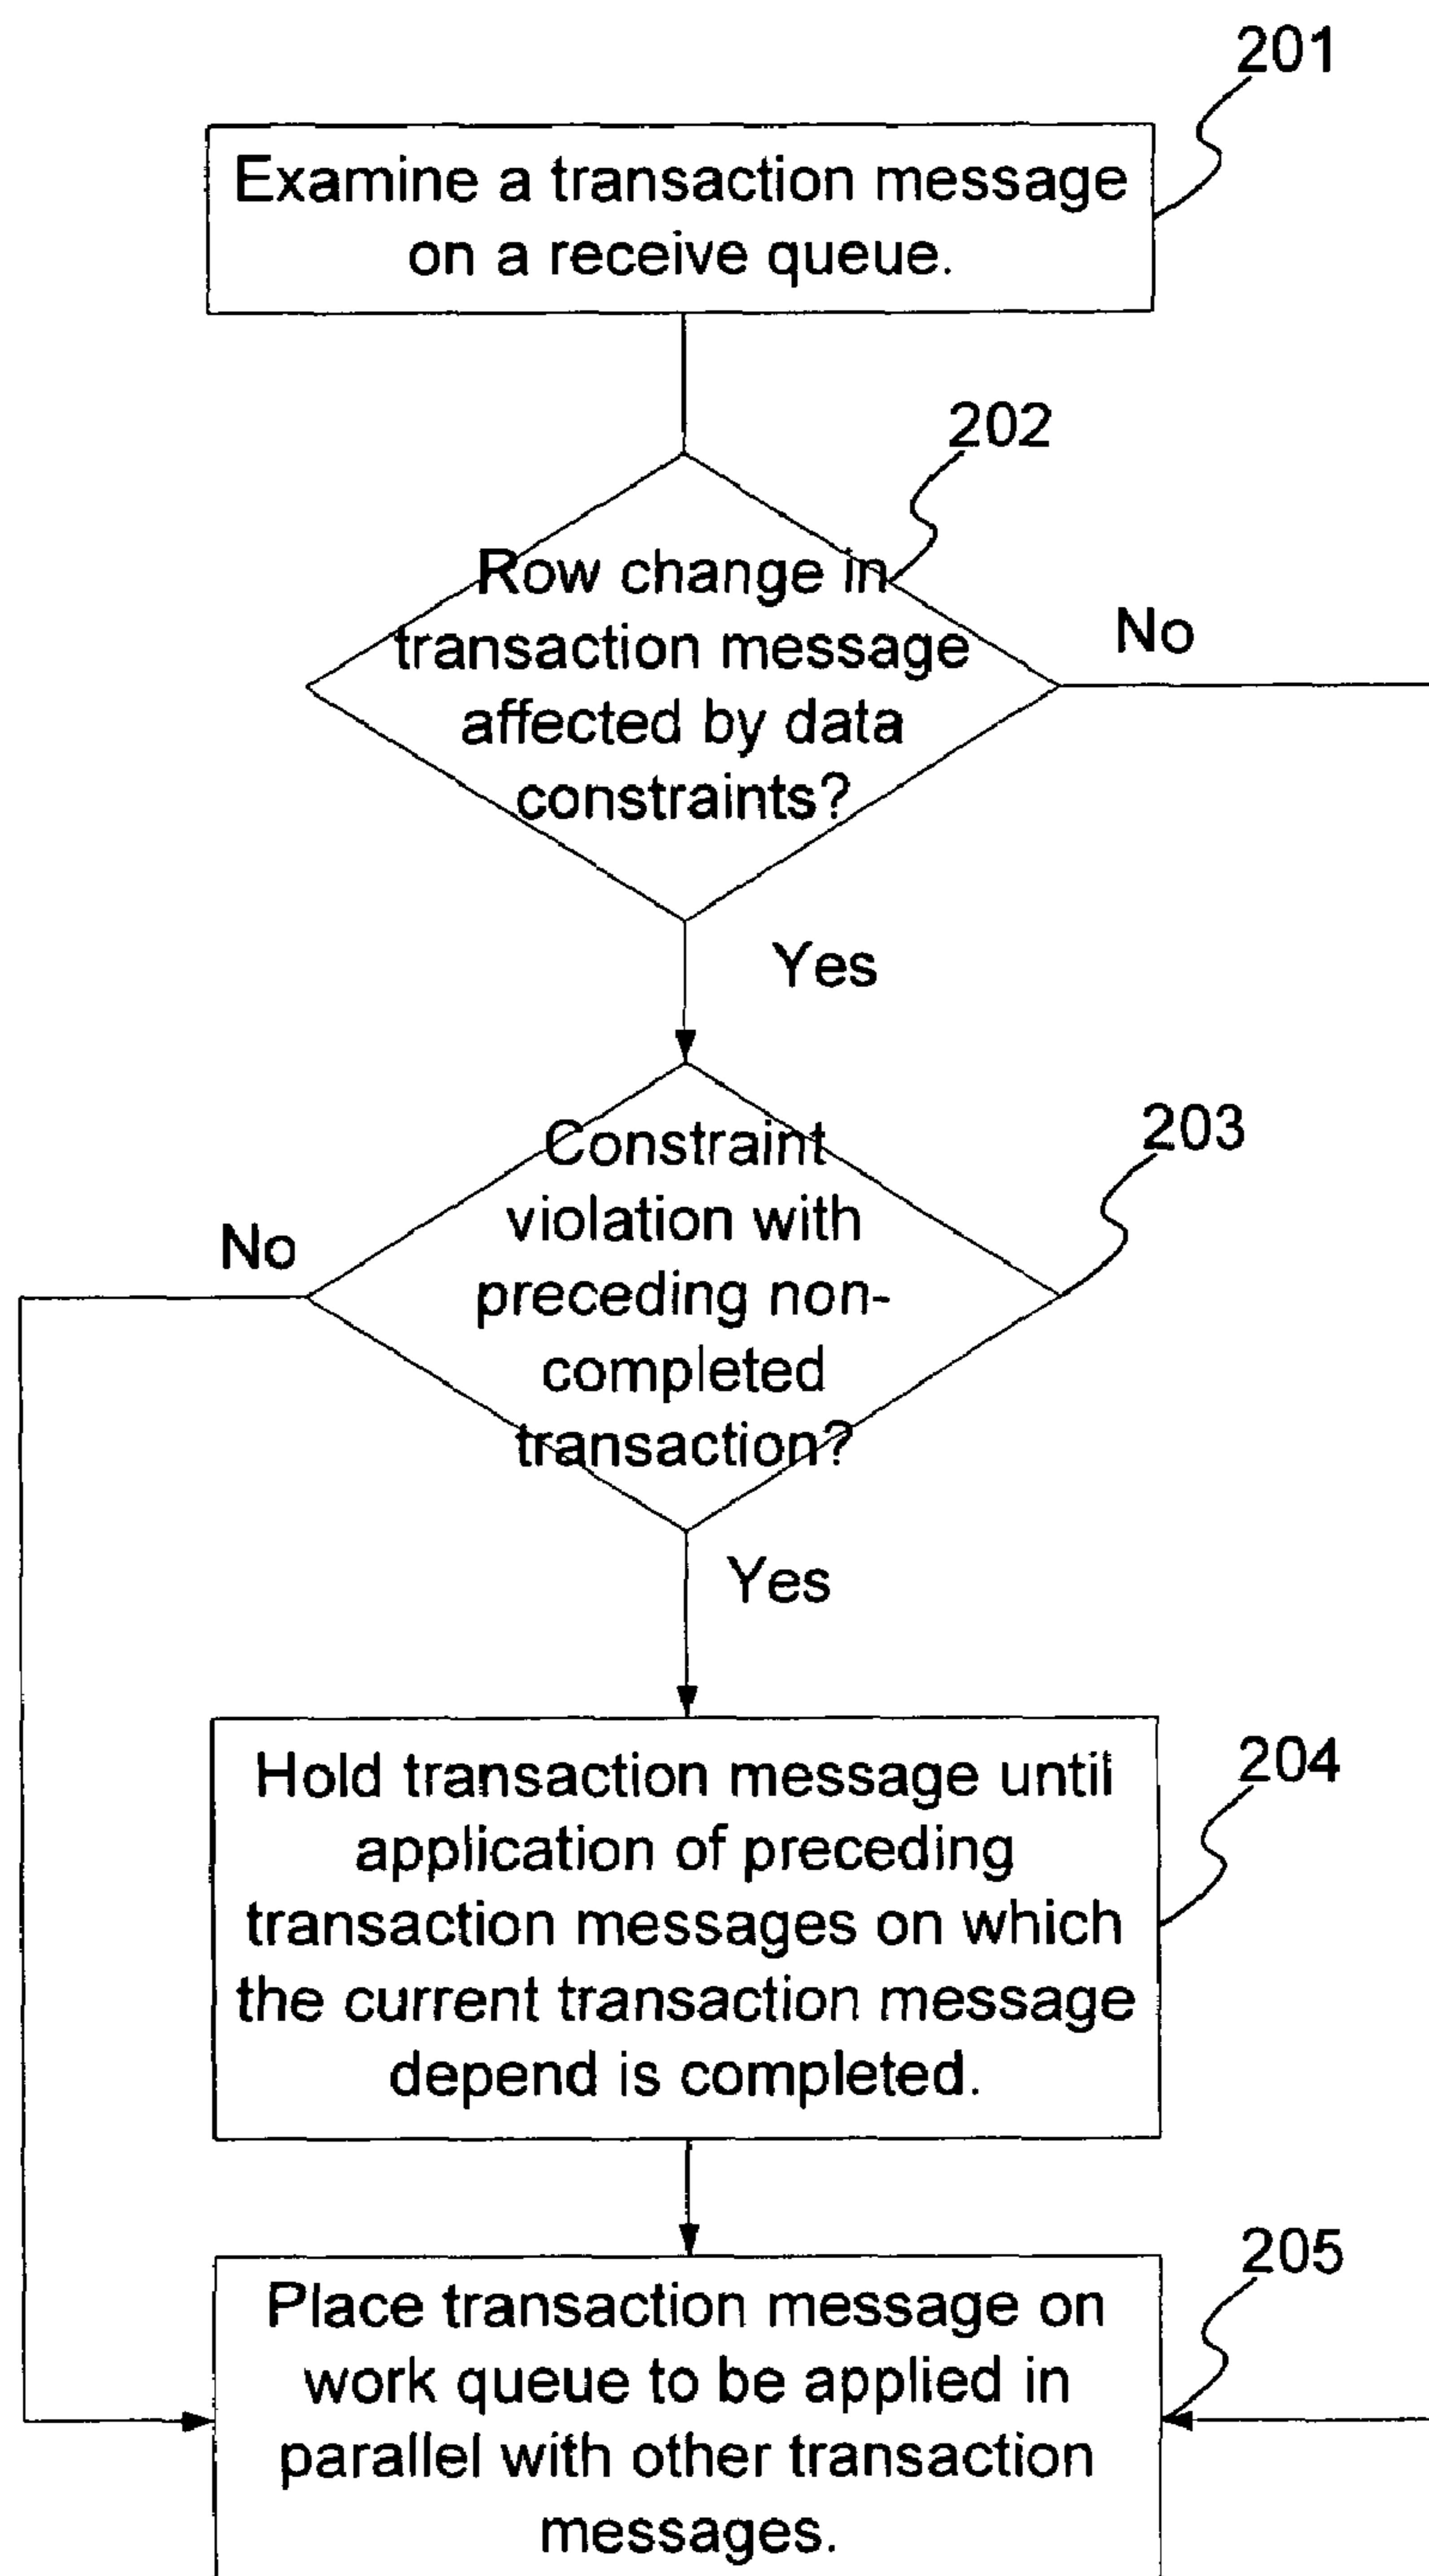 201
Examine a transaction message
on a receive queue.
202
Row change in
transaction message
affected by data
constraints?
No
Yes
203
Constraint
violation with
preceding non-
completed
transaction?
No
Yes
204
Hold transaction message until
application of preceding
transaction messages on which
the current transaction message
depend is completed.
205
Place transaction message on
work queue to be applied in
parallel with other transaction
messages.